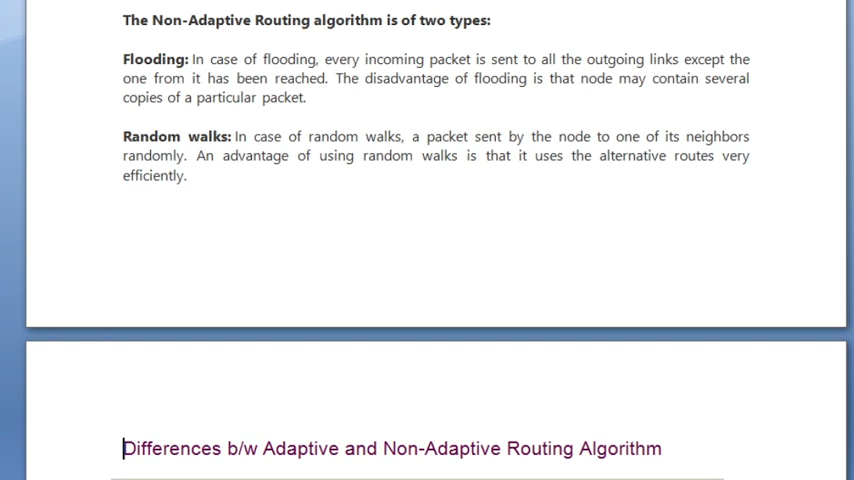 The Non-Adaptive Routing algorithm is of two types:
Flooding: In case of flooding, every incoming packet is sent to all the outgoing links except the
one from it has been reached. The disadvantage of flooding is that node may contain several
copies of a particular packet.
Random walks: In case of random walks, a packet sent by the node to one of its neighbors
randomly. An advantage of using random walks is that it uses the alternative routes very
efficiently.
Differences b/w Adaptive and Non-Adaptive Routing Algorithm